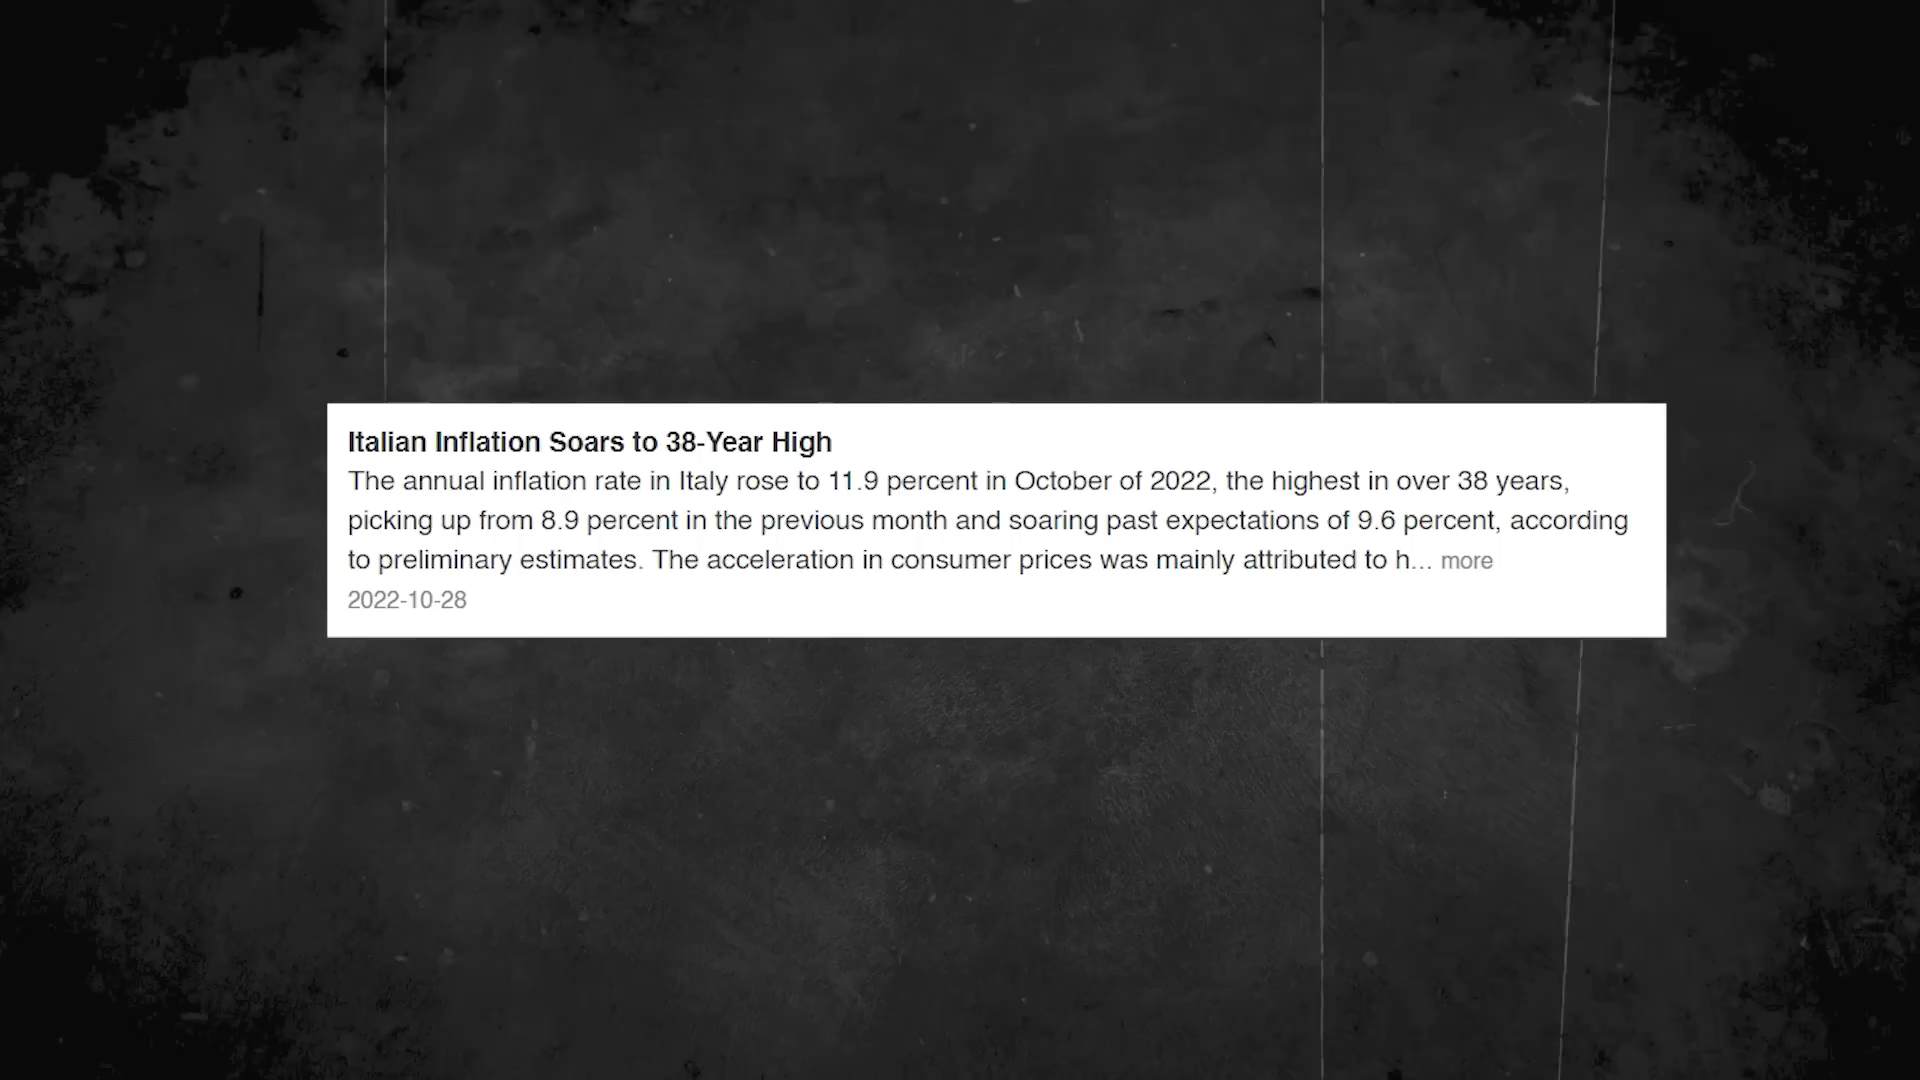 Italian Inflation Soars to 38-Year High
The annual inflation rate in Italy rose to 11.9 percent in October of 2022, the highest in over 38 years,
picking up from 8.9 percent in the previous month and soaring past expectations of 9.6 percent, according
to preliminary estimates. The acceleration in consumer prices was mainly attributed to h... more
2022-10-28